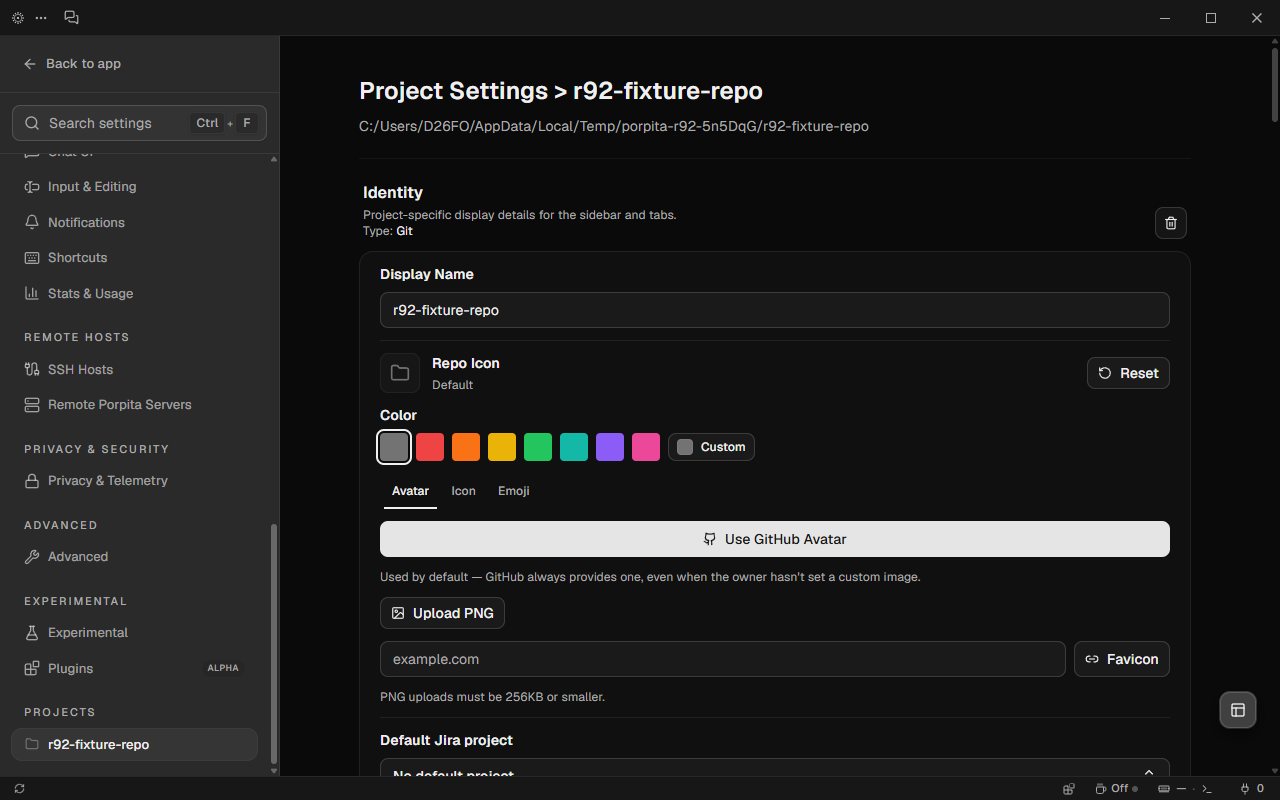 Back to app
Search settings
Ctrl + F
Chat UI
Input & Editing
Notifications
Shortcuts
Stats & Usage
REMOTE HOSTS
SSH Hosts
Remote Porpita Servers
PRIVACY & SECURITY
Privacy & Telemetry
ADVANCED
Advanced
EXPERIMENTAL
Experimental
Plugins
ALPHA
PROJECTS
r92-fixture-repo
Project Settings > r92-fixture-repo
C:/Users/D26FO/AppData/Local/Temp/porpita-r92-5n5DqG/r92-fixture-repo
Identity
Project-specific display details for the sidebar and tabs.
Type: Git
Display Name
r92-fixture-repo
Repo Icon
Default
Reset
Color
Custom
Avatar
Icon
Emoji
Use GitHub Avatar
Used by default — GitHub always provides one, even when the owner hasn't set a custom image.
Upload PNG
example.com
Favicon
PNG uploads must be 256KB or smaller.
Default Jira project
No default project
Off
— ·
0